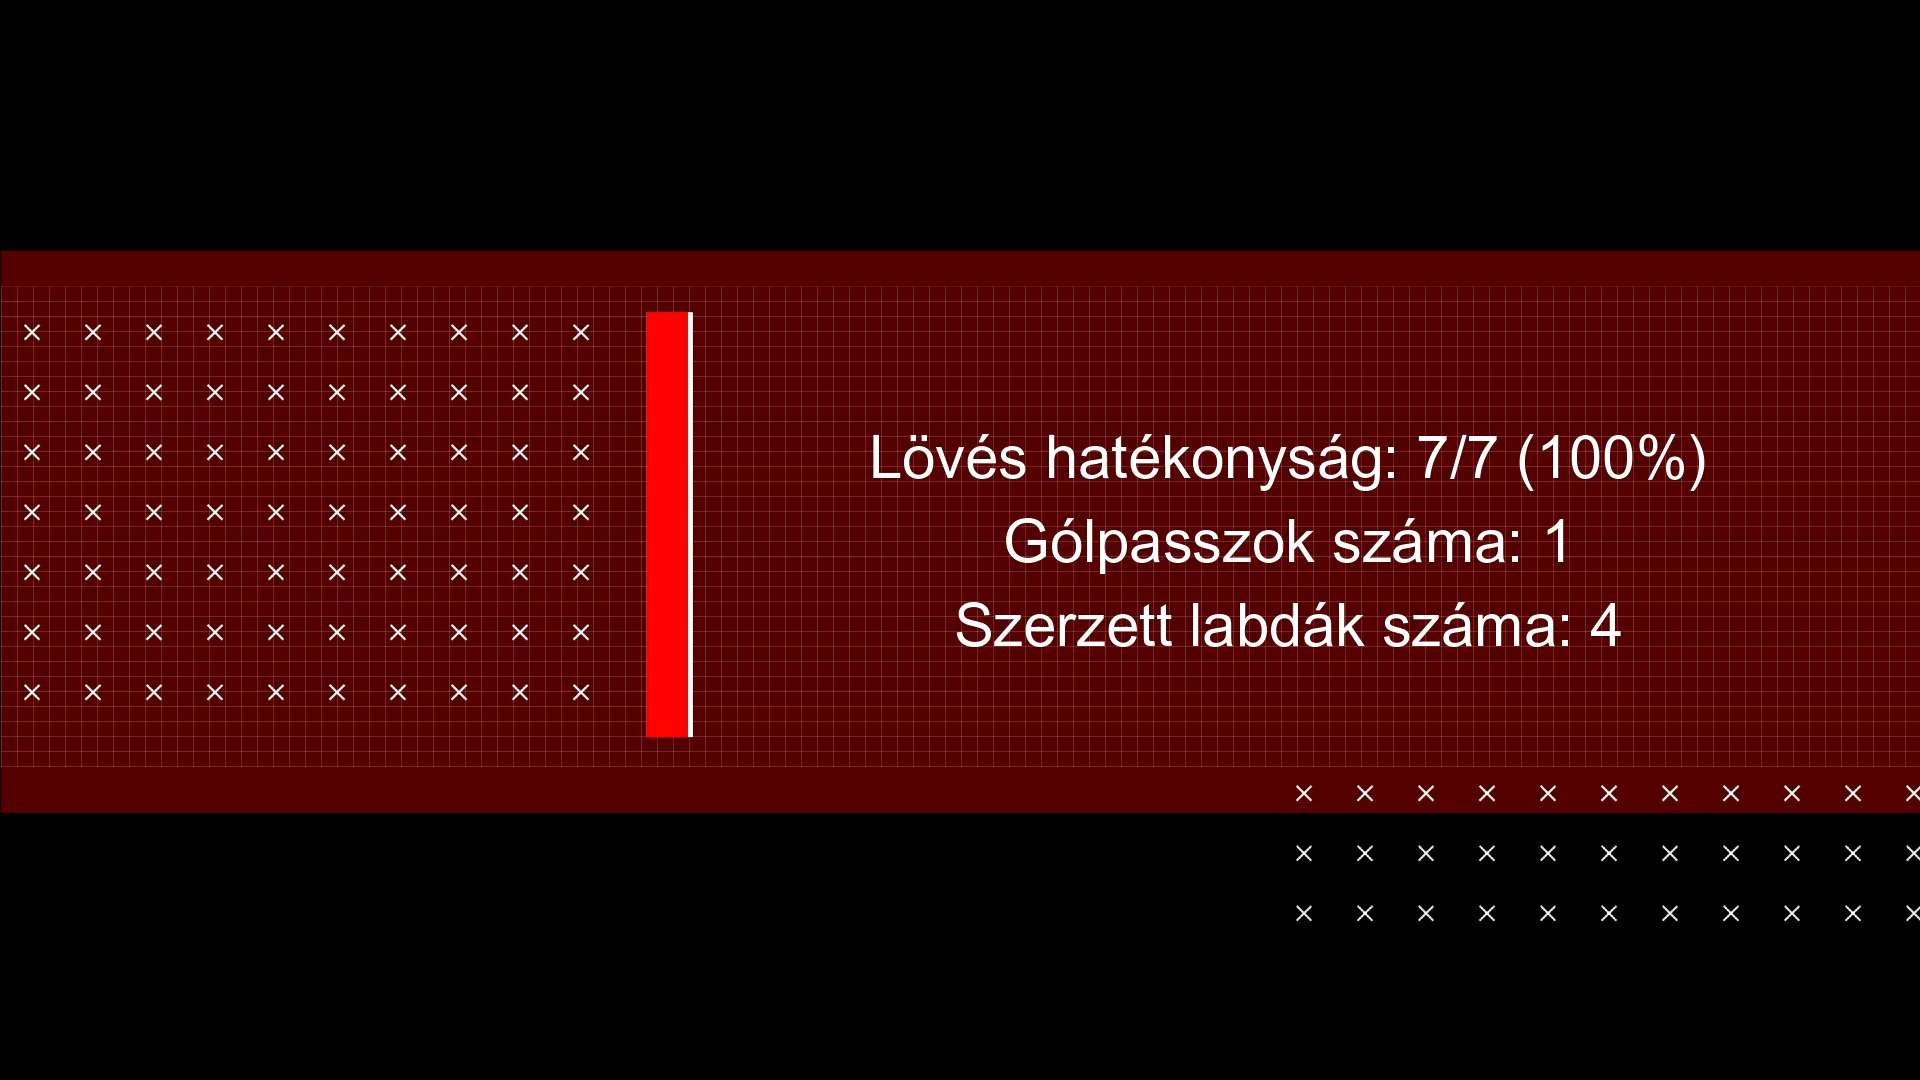 Lövés hatékonyság: 7/7 (100%)
Gólpasszok száma: 1
Szerzett labdák száma: 4